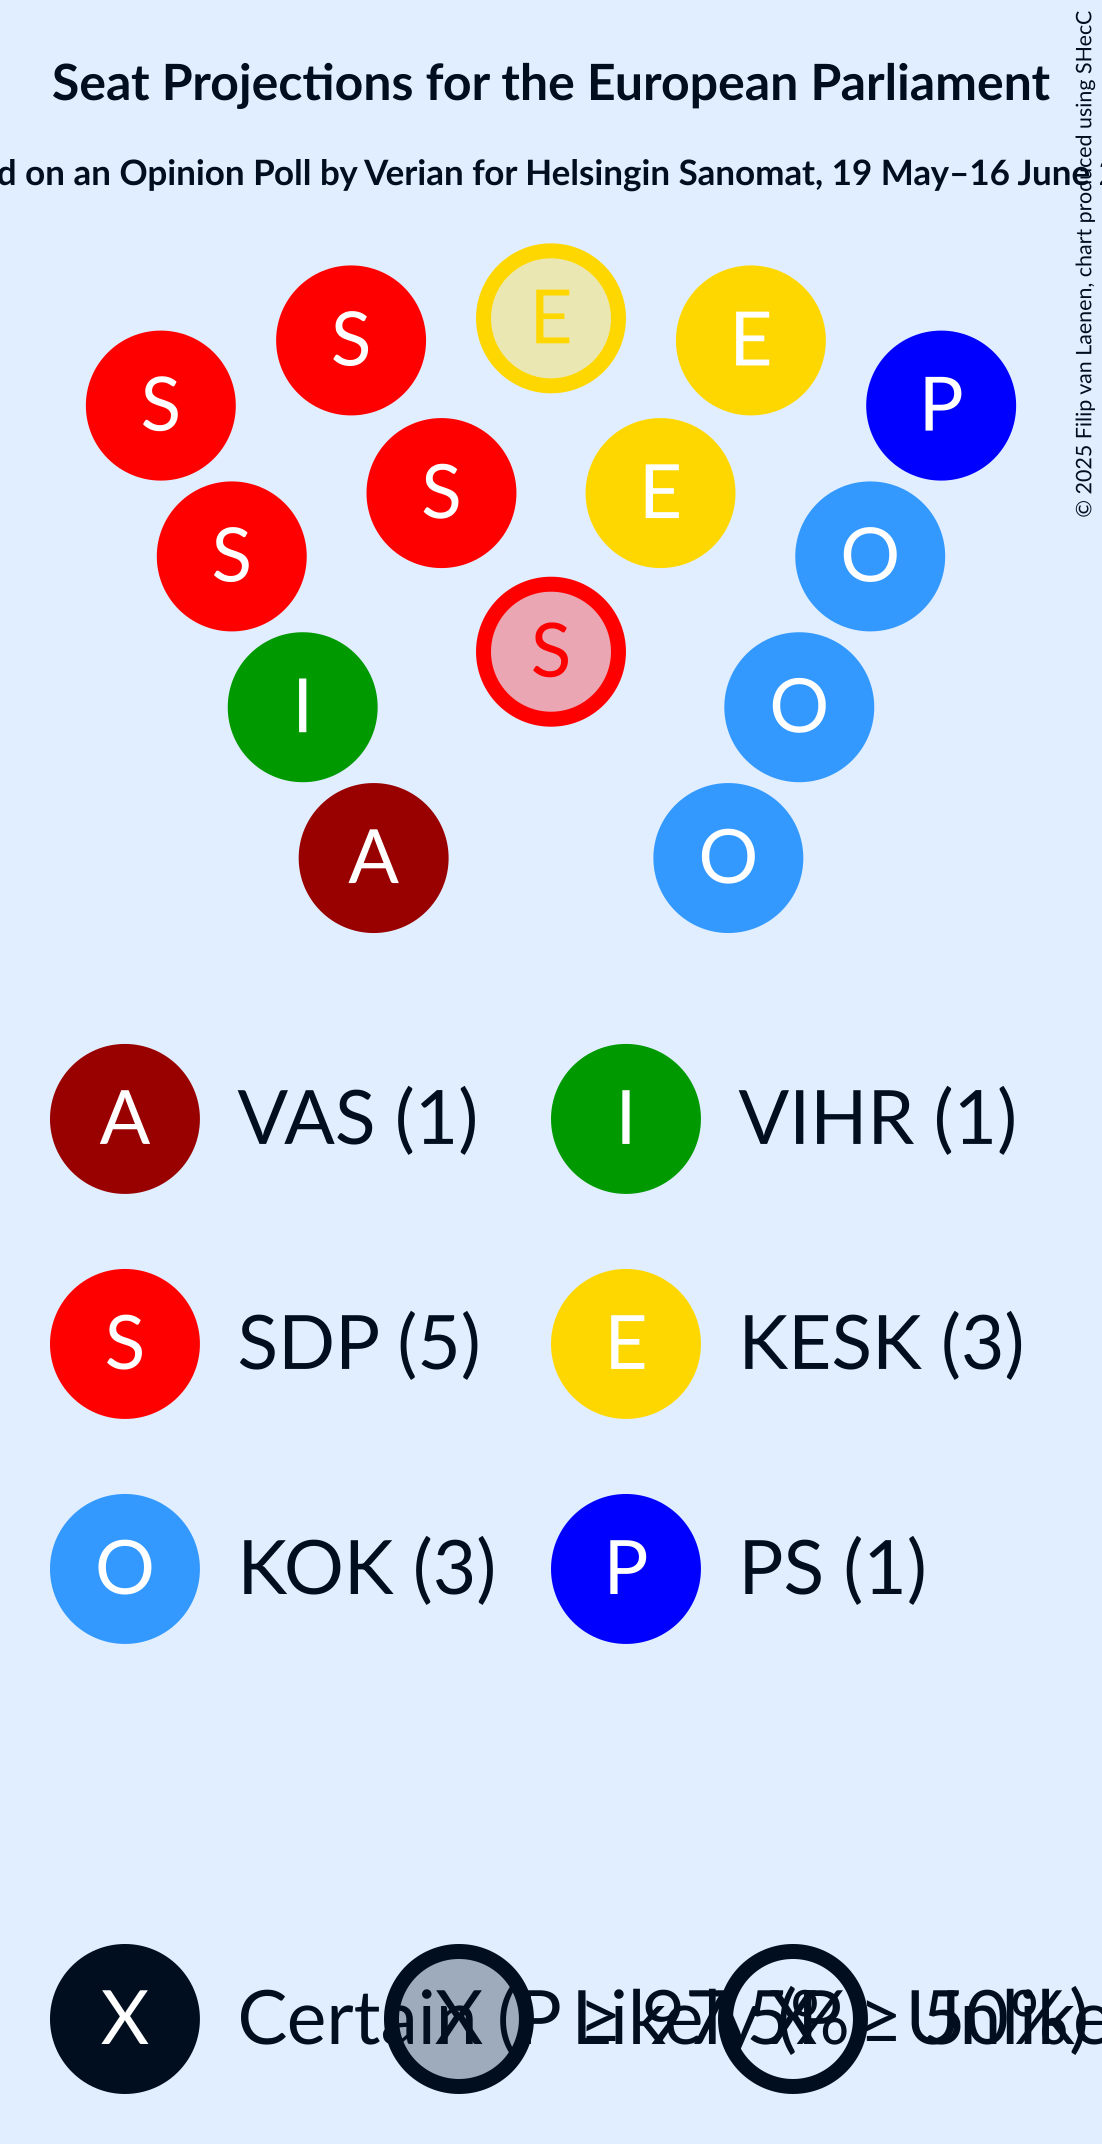 Seat Projections for the European Parliament
on an Opinion Poll by Verian for Helsingin Sanomat, 19 May–16 June
© 2025 Filip van Laenen, chart produced using SHecC
E
S
E
S
P
S
E
O
S
S
I
O
A
O
A VAS (1)
I VIHR (1)
S SDP (5)
E KESK (3)
O KOK (3)
P PS (1)
X Certain (P ≥ 97.5%)
X Likely (P ≥ 50%)
X